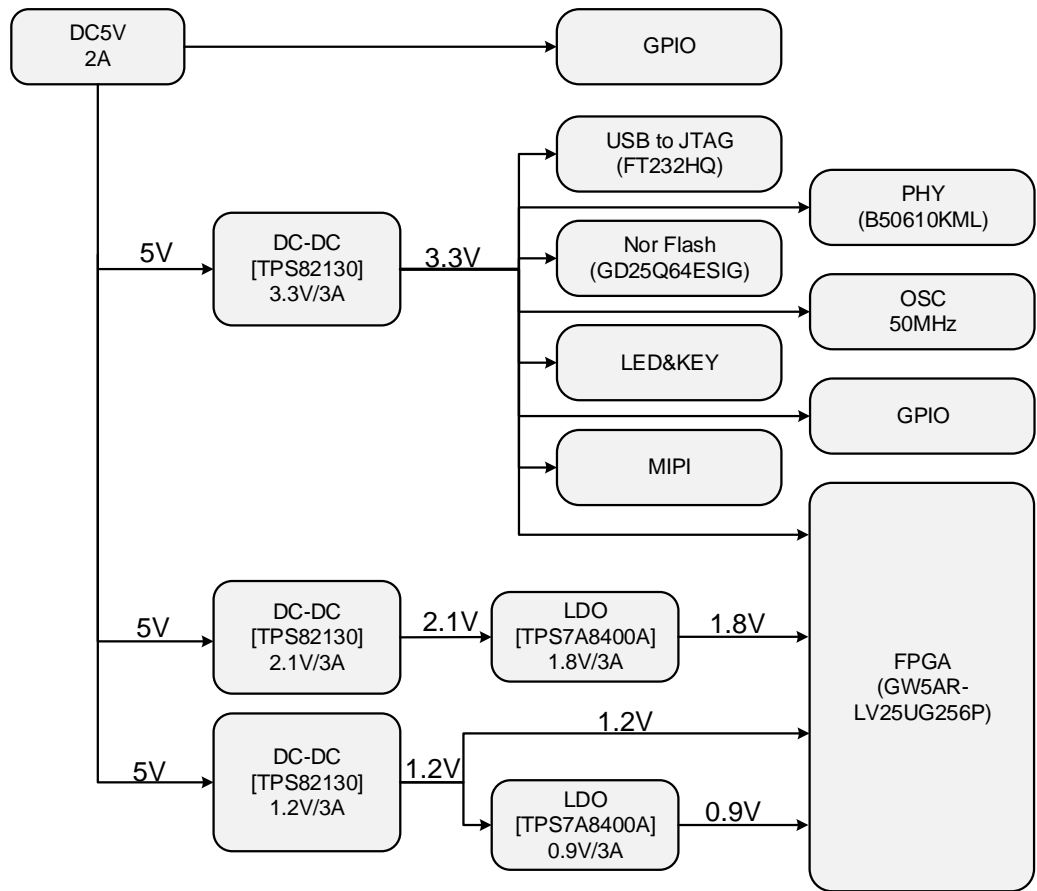 DC5V
2A
GPIO
USB to JTAG
(FT232HQ)
PHY
(B50610KML)
5V
DC-DC
[TPS82130]
3.3V/3A
3.3V
Nor Flash
(GD25Q64ESIG)
OSC
50MHz
LED&KEY
GPIO
MIPI
5V
DC-DC
[TPS82130]
2.1V/3A
2.1V
LDO
[TPS7A8400A]
1.8V/3A
1.8V
FPGA
(GW5AR-
LV25UG256P)
5V
DC-DC
[TPS82130]
1.2V/3A
1.2V
1.2V
LDO
[TPS7A8400A]
0.9V/3A
0.9V